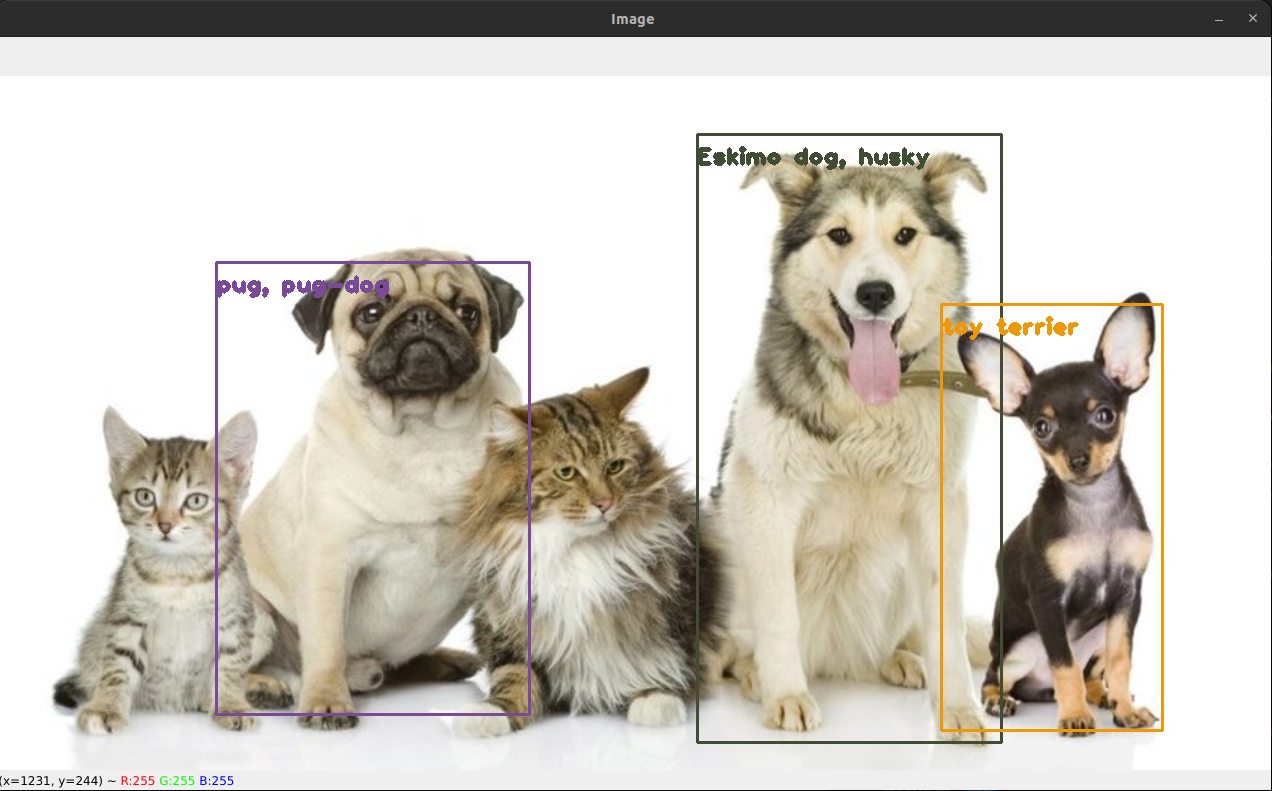 Image
Eskimo dog, husky
pug, pug-dog
toy terrier
(x=1231, y=244) ~ R:255 G:255 B:255